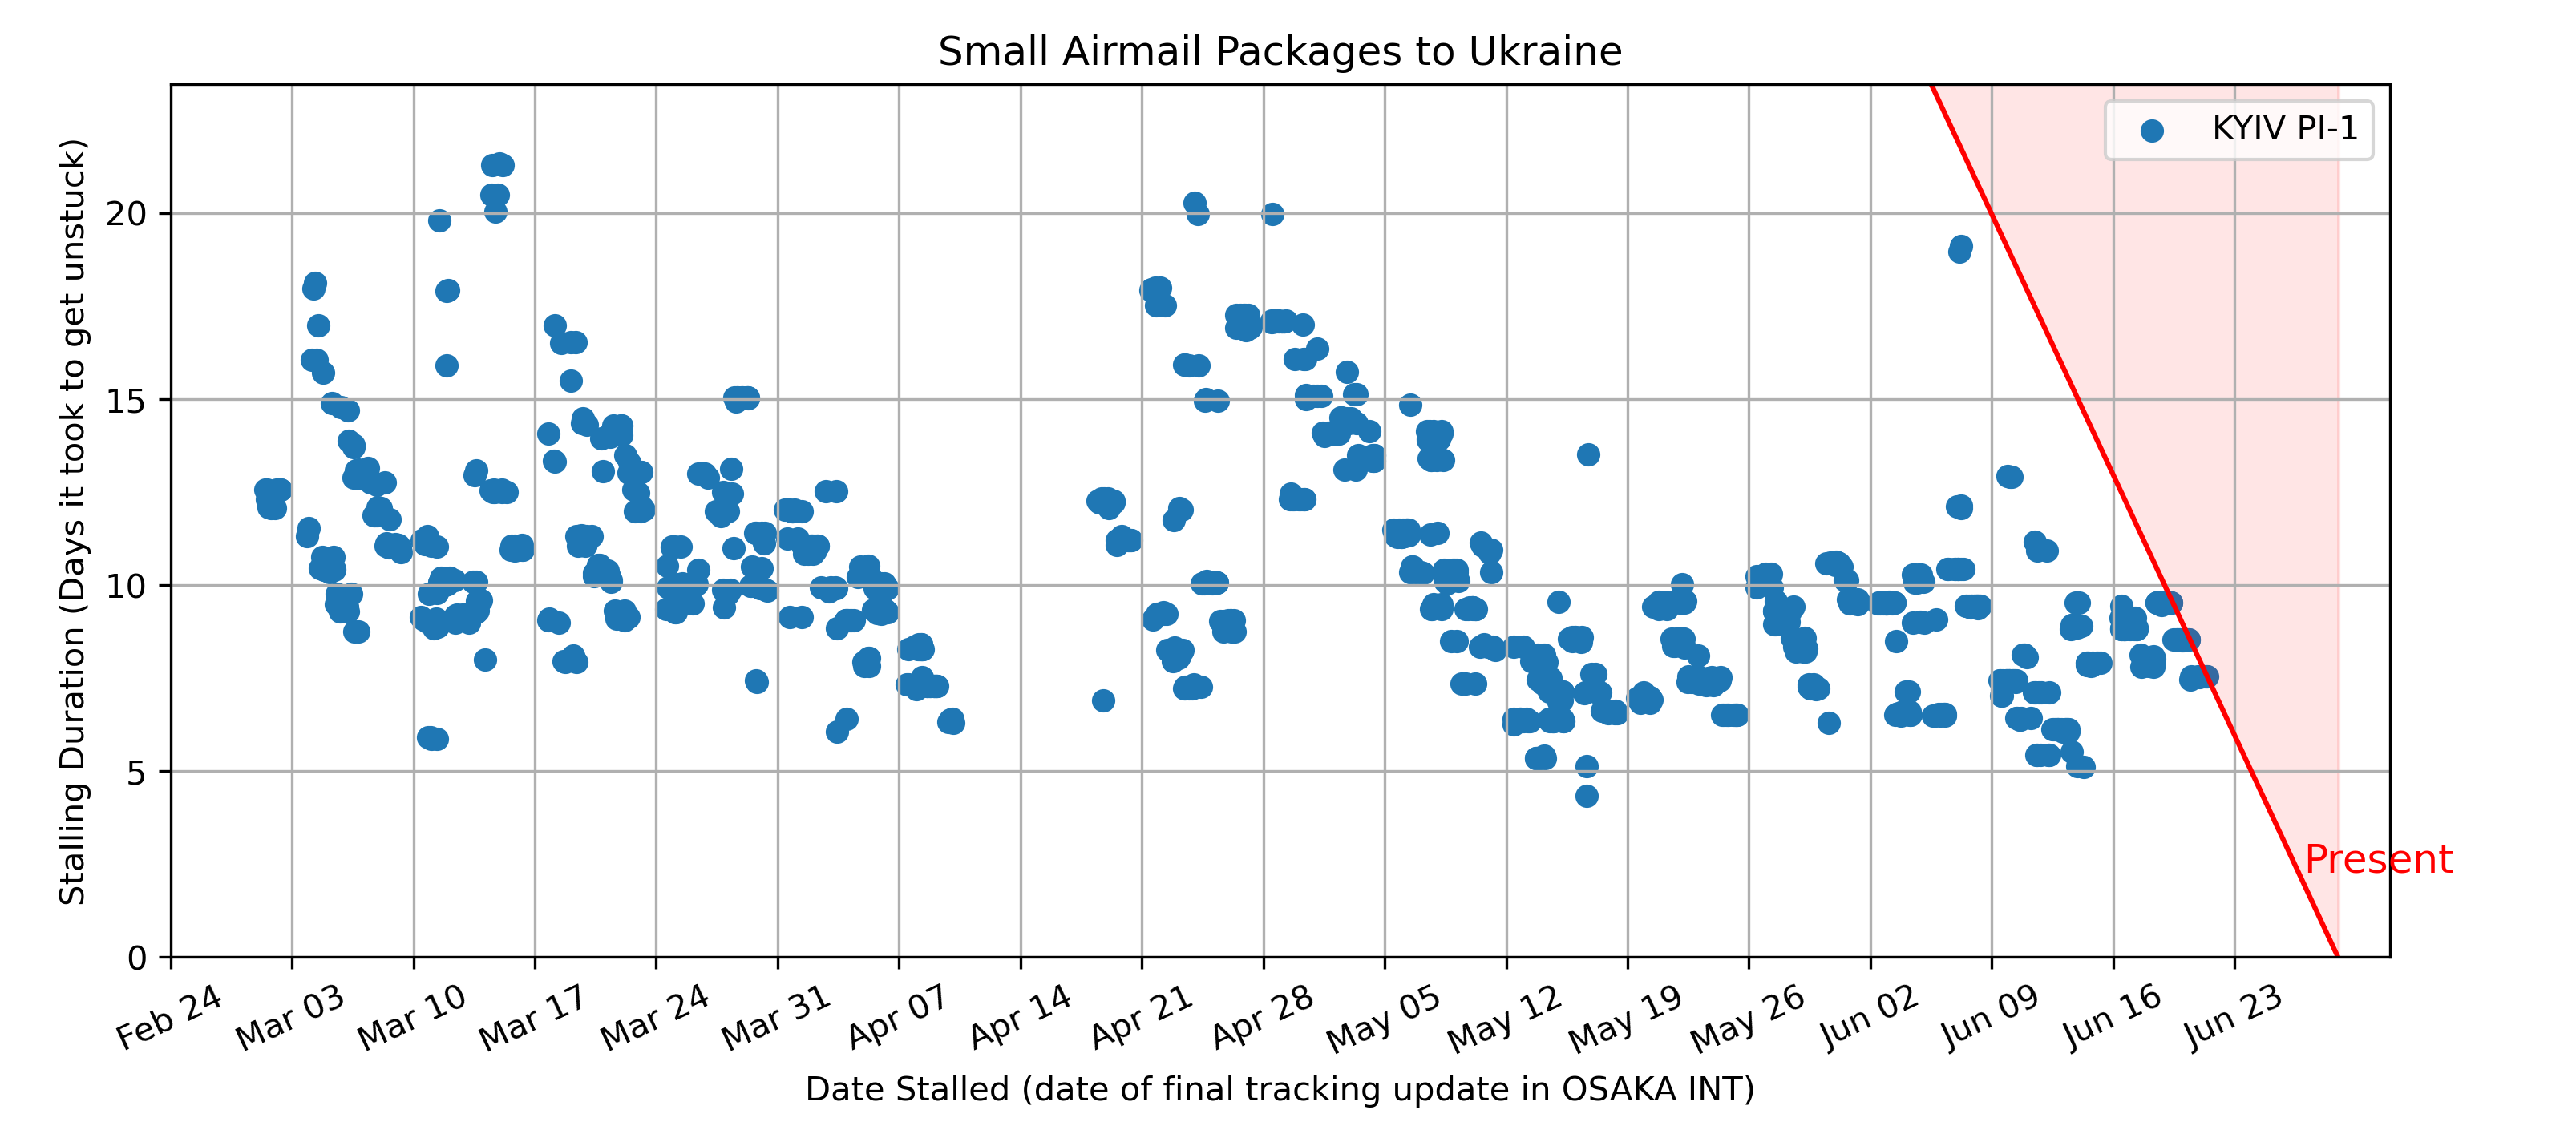 Small Airmail Packages to Ukraine
KYIV PI-1
Stalling Duration (Days it took to get unstuck)
20
15
10
5
0
Present
Feb 24
Mar 03
Mar 10
Mar 17
Mar 24
Mar 31
Apr 07
Apr 14
Apr 21
Apr 28
May 05
May 12
May 19
May 26
Jun 02
Jun 09
Jun 16
Jun 23
Date Stalled (date of final tracking update in OSAKA INT)